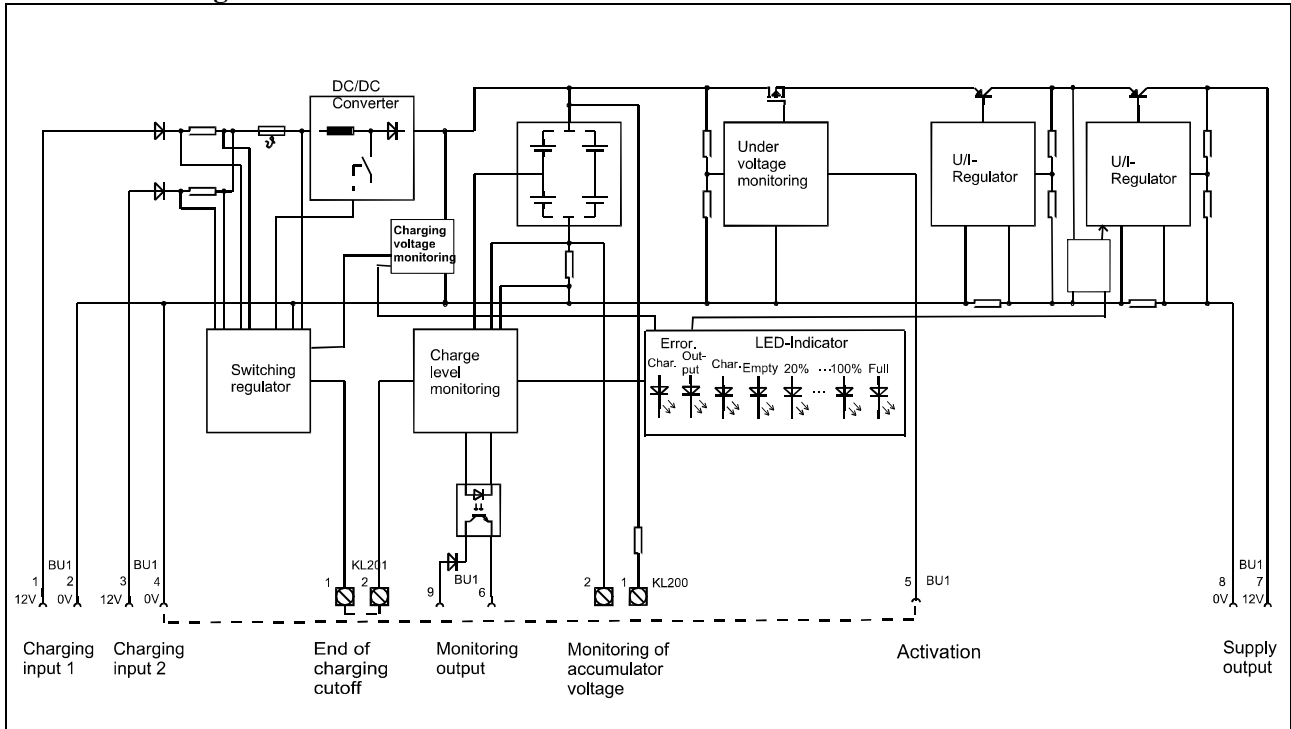 DC/DC
Converter
Under
voltage
monitoring
U/I-
Regulator
U/I-
Regulator
Charging
voltage
monitoring
Switching
regulator
Charge
level
monitoring
Error.
LED-Indicator
Char.
Out-
put
Char.
Empty
20%
...
100%
Full
BU1
1
2
12V
0V
BU1
3
4
12V
0V
KL201
1
2
BU1
9
6
2
1
KL200
5
BU1
BU1
8
7
0V
12V
Charging
input 1
Charging
input 2
End of
charging
cutoff
Monitoring
output
Monitoring of
accumulator
voltage
Activation
Supply
output